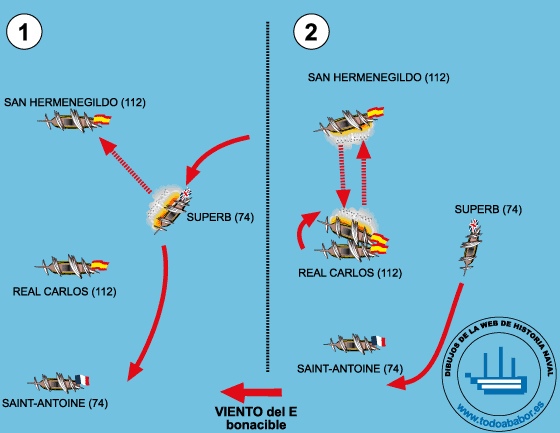 1
SAN HERMENEGILDO (112)
SUPERB (74)
REAL CARLOS (112)
SAINT-ANTOINE (74)
2
SAN HERMENEGILDO (112)
SUPERB (74)
REAL CARLOS (112)
SAINT-ANTOINE (74)
VIENTO del E
bonacible
DIBUJOS DE LA WEB DE HISTORIA NAVAL
www.todoababor.es